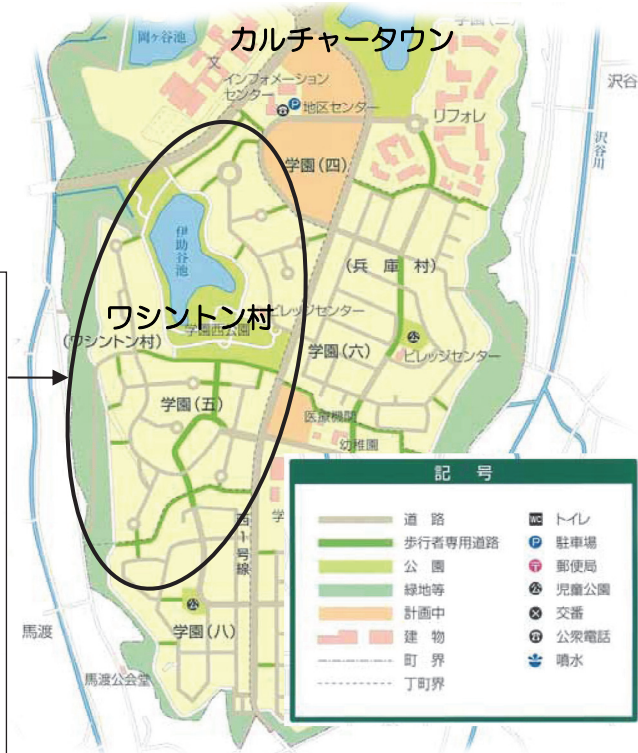 岡ヶ谷池
カルチャータウン
文
インフォメーション
センター
地区センター
沢谷
沢谷川
リフォレ
学園(四)
伊助谷池
(兵庫村)
ワシントン村
ビレッジセンター
学園西公園
(ワシントン村)
学園(六)
公
ビレッジセンター
学園(五)
医療機関
幼稚園
西1号線
公
学園(八)
馬渡
馬渡公会堂
記号
道路
WC トイレ
歩行者専用道路
P 駐車場
公園
郵便局
緑地等
公 児童公園
計画中
交番
建物
公衆電話
町界
噴水
丁町界